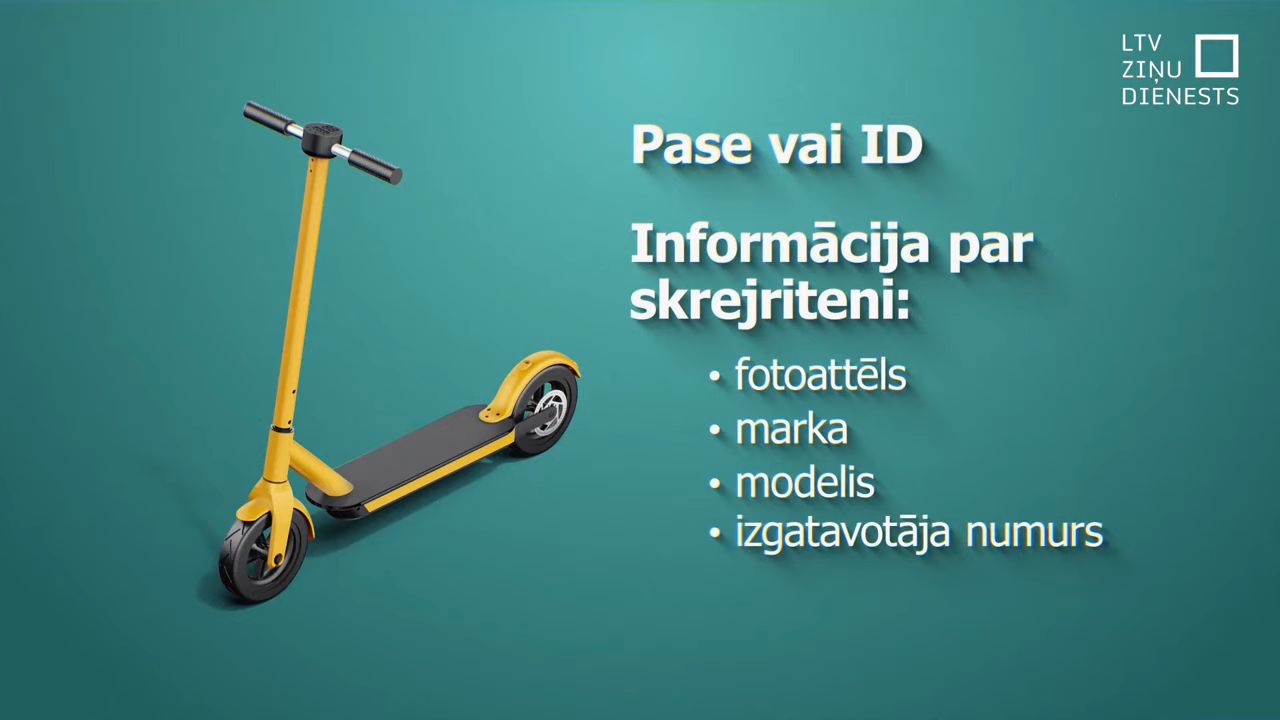 LTV
ZIŅU
DIENESTS
Pase vai ID
Informācija par
skrejriteni:
• fotoattēls
• marka
• modelis
• izgatavotāja numurs